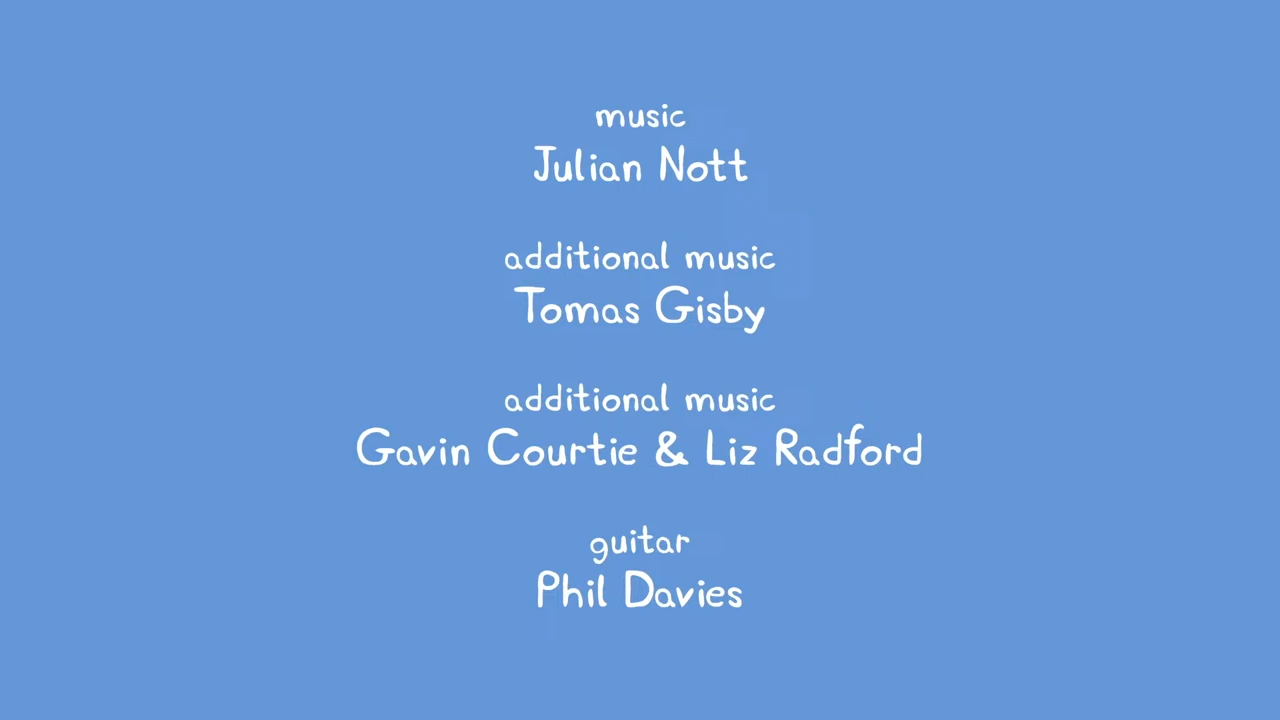 music
Julian Nott
additional music
Tomas Gisby
additional music
Gavin Courtie & Liz Radford
guitar
Phil Davies